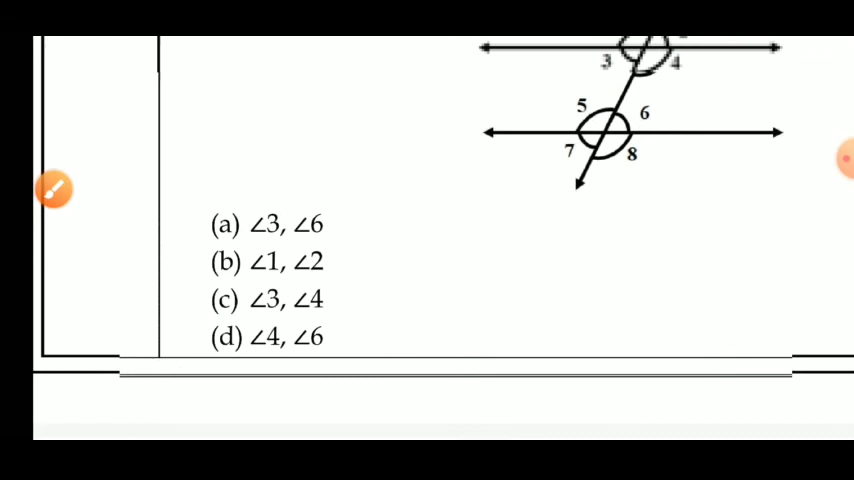 3 4
5 6
7 8
(a) ∠3, ∠6
(b) ∠1, ∠2
(c) ∠3, ∠4
(d) ∠4, ∠6